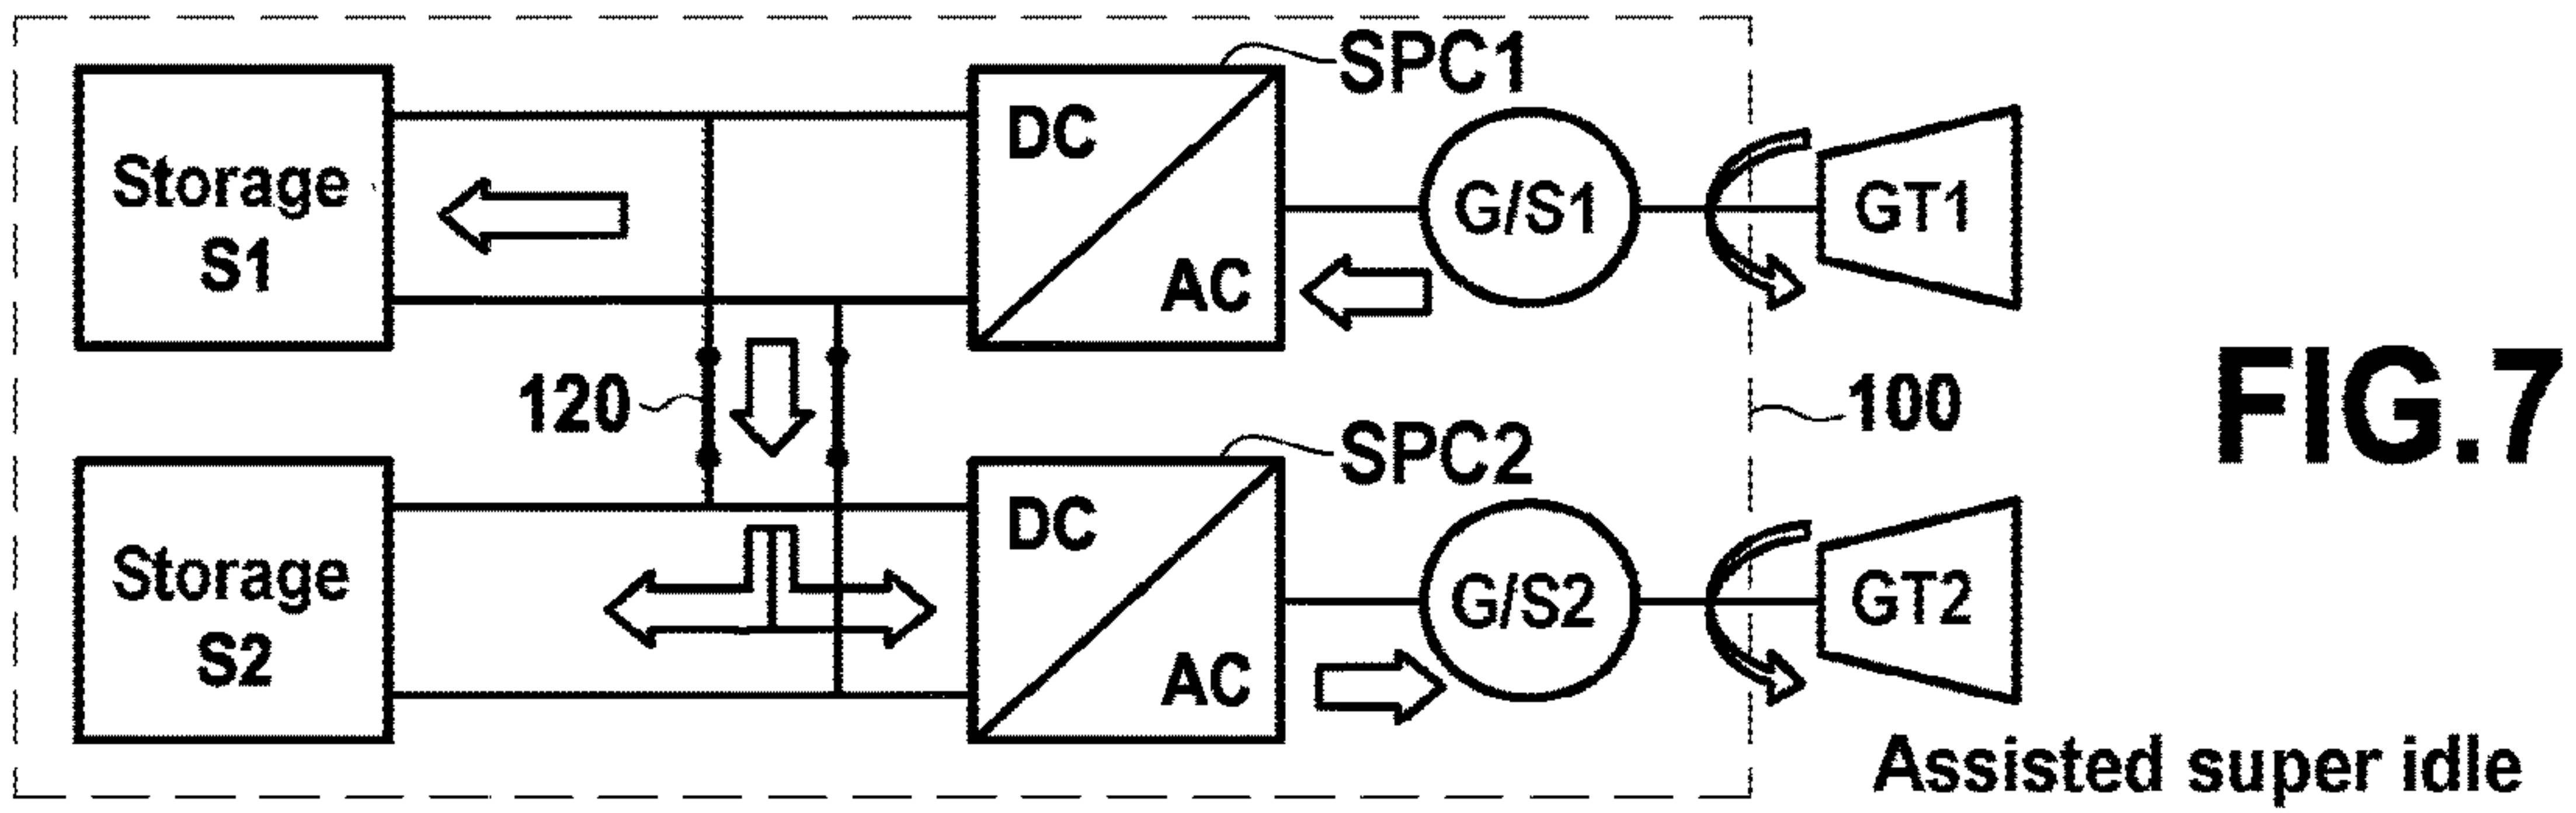 SPC1
DC
AC
Storage
S1
G/S1
GT1
120
100
FIG.7
SPC2
DC
AC
Storage
S2
G/S2
GT2
Assisted super idle